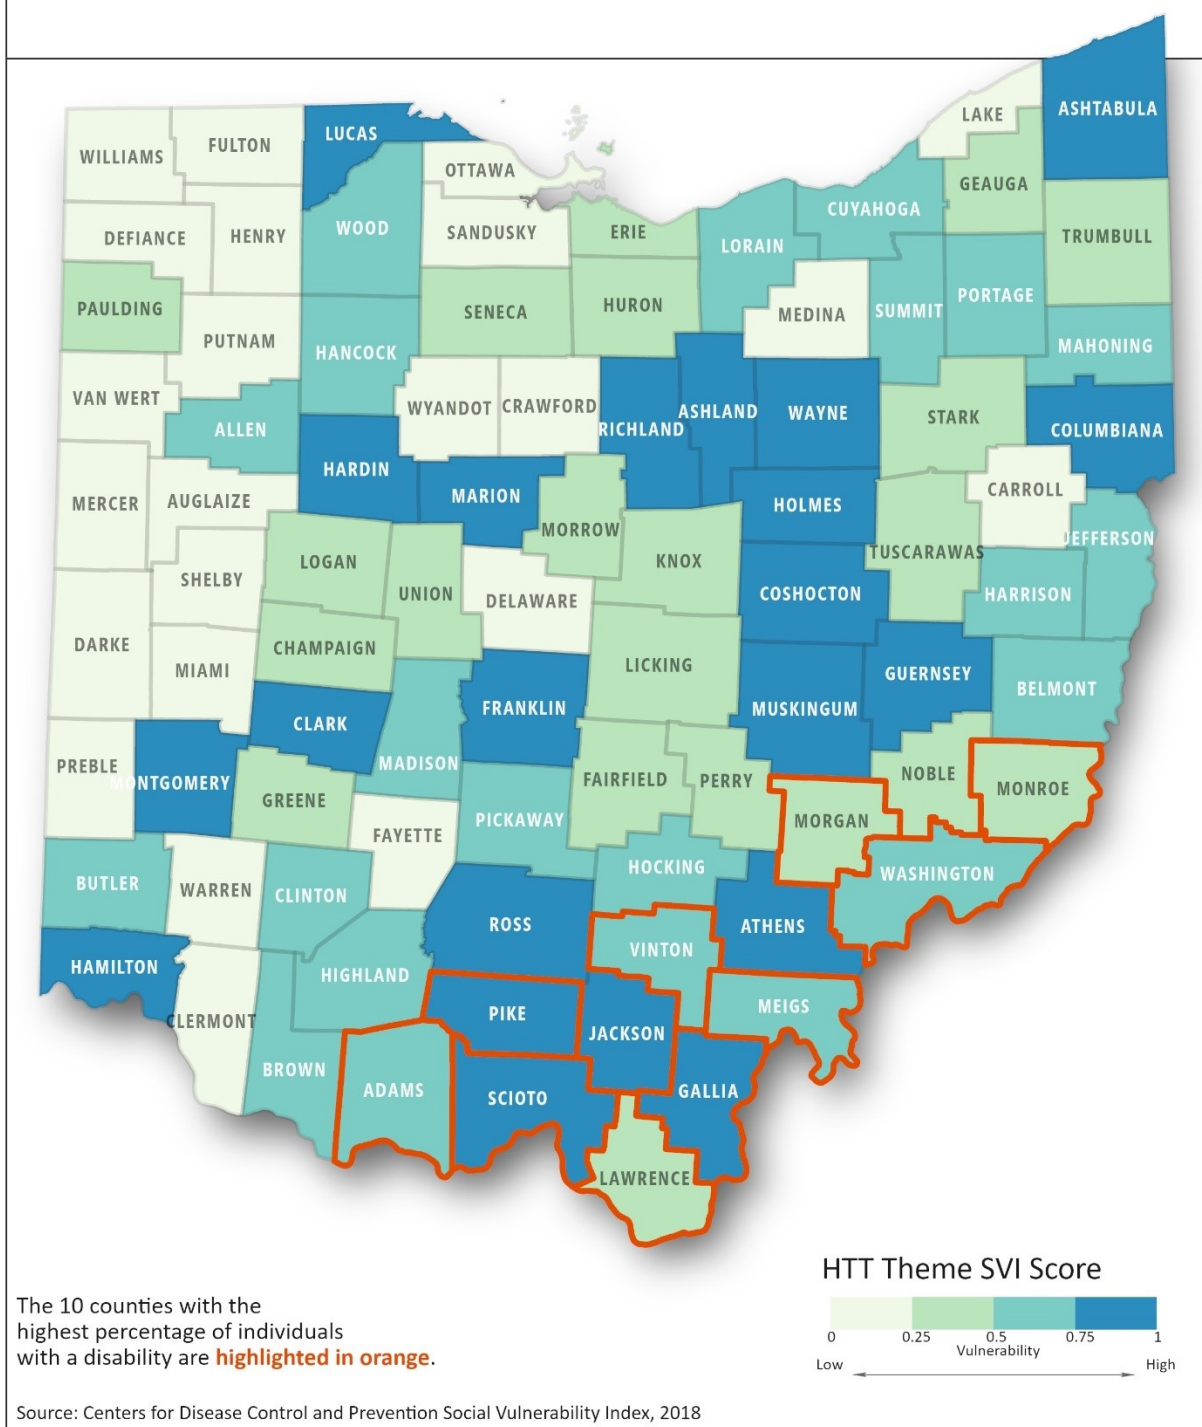 ASHTABULA
LAKE
LUCAS
FULTON
WILLIAMS
OTTAWA
GEAUGA
CUYAHOGA
WOOD
SANDUSKY
ERIE
DEFIANCE
HENRY
LORAIN
TRUMBULL
PORTAGE
PAULDING
SENECA
HURON
SUMMIT
MEDINA
PUTNAM
HANCOCK
MAHONING
VAN WERT
WYANDOT
CRAWFORD
ASHLAND
WAYNE
STARK
ALLEN
RICHLAND
COLUMBIANA
HARDIN
CARROLL
MARION
MERCER
AUGLAIZE
HOLMES
MORROW
JEFFERSON
TUSCARAWAS
LOGAN
KNOX
SHELBY
UNION
DELAWARE
COSHOCTON
HARRISON
DARKE
CHAMPAIGN
MIAMI
LICKING
GUERNSEY
BELMONT
FRANKLIN
MUSKINGUM
CLARK
PREBLE
MADISON
NOBLE
MONTGOMERY
FAIRFIELD
PERRY
MONROE
GREENE
PICKAWAY
MORGAN
FAYETTE
HOCKING
WASHINGTON
BUTLER
WARREN
CLINTON
ROSS
ATHENS
VINTON
HAMILTON
HIGHLAND
MEIGS
PIKE
CLERMONT
JACKSON
BROWN
ADAMS
SCIOTO
GALLIA
LAWRENCE
HTT Theme SVI Score
0 0.25 0.5 0.75 1
Vulnerability
Low High
The 10 counties with the
highest percentage of individuals
with a disability are highlighted in orange.
Source: Centers for Disease Control and Prevention Social Vulnerability Index, 2018